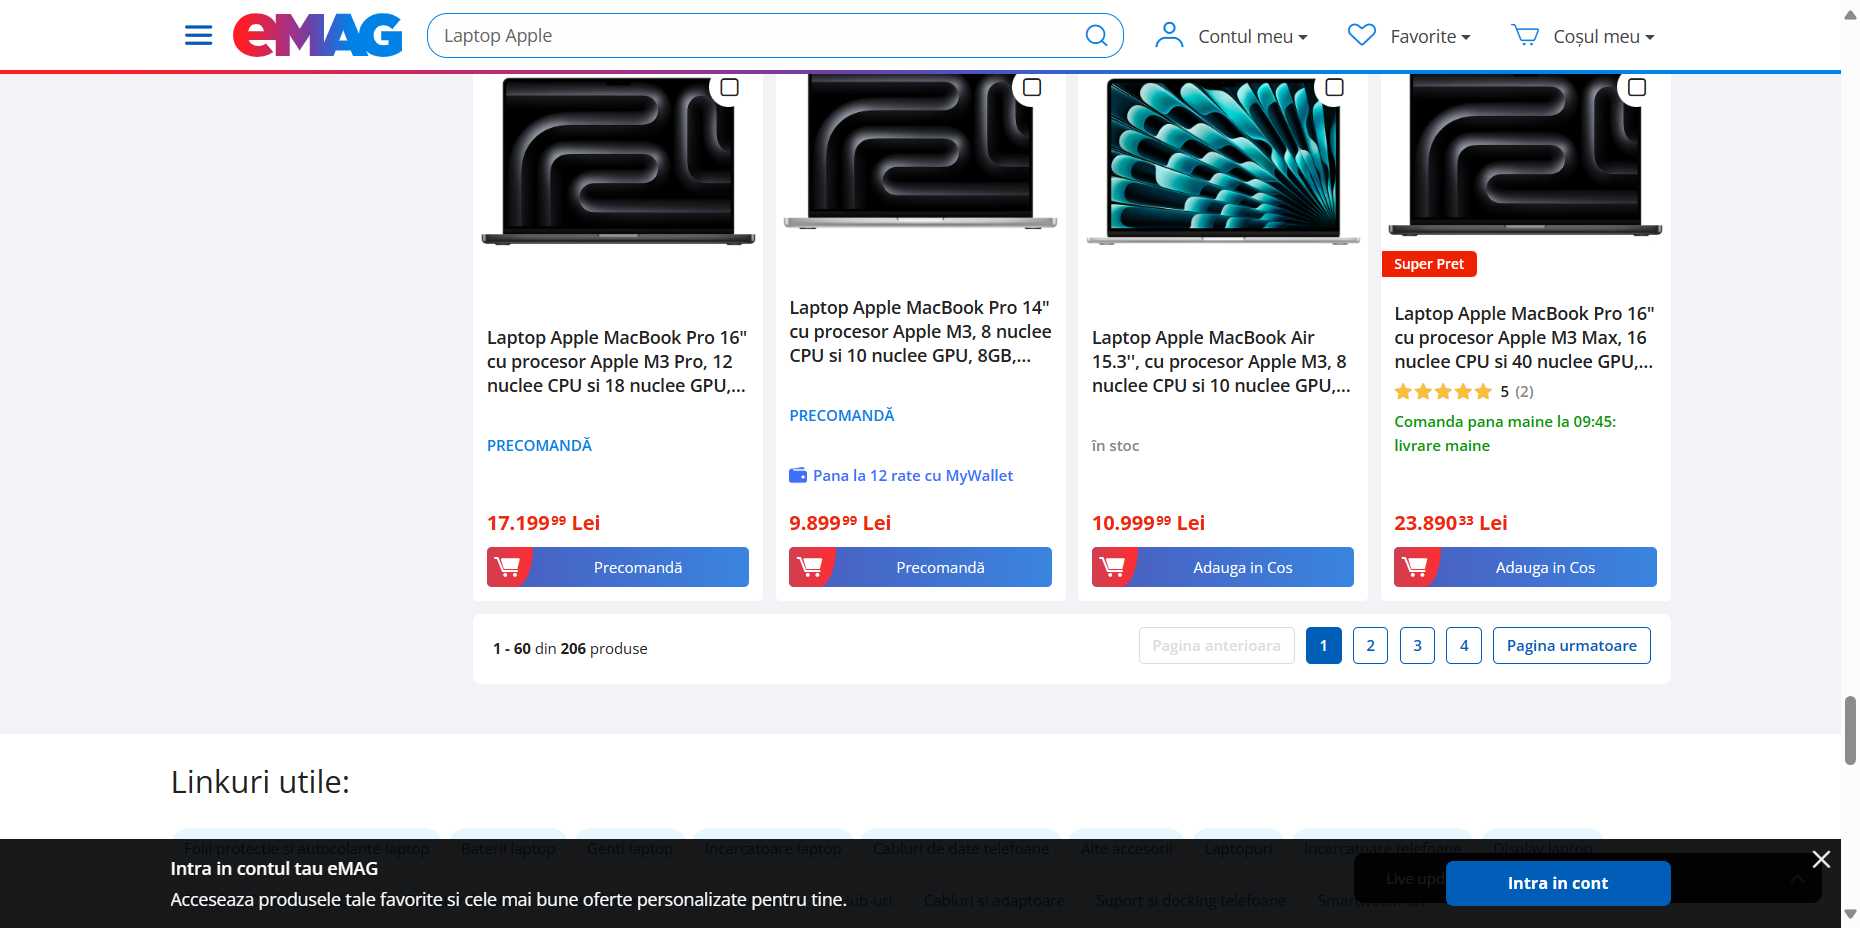 eMAG
Laptop Apple
Contul meu
Favorite
Coșul meu
Laptop Apple MacBook Pro 16"
cu procesor Apple M3 Pro, 12
nuclee CPU si 18 nuclee GPU,...
PRECOMANDĂ
17.199⁹⁹ Lei
Precomandă
Laptop Apple MacBook Pro 14"
cu procesor Apple M3, 8 nuclee
CPU si 10 nuclee GPU, 8GB,...
PRECOMANDĂ
Pana la 12 rate cu MyWallet
9.899⁹⁹ Lei
Precomandă
Laptop Apple MacBook Air
15.3'', cu procesor Apple M3, 8
nuclee CPU si 10 nuclee GPU,...
în stoc
10.999⁹⁹ Lei
Adauga in Cos
Super Pret
Laptop Apple MacBook Pro 16"
cu procesor Apple M3 Max, 16
nuclee CPU si 40 nuclee GPU,...
5 (2)
Comanda pana maine la 09:45:
livrare maine
23.890³³ Lei
Adauga in Cos
1 - 60 din 206 produse
Pagina anterioara
1
2
3
4
Pagina urmatoare
Linkuri utile:
Folii protectie si autocolante laptop
Baterii laptop
Genti laptop
Incarcatoare laptop
Cabluri de date telefoane
Alte accesorii
Laptopuri
Incarcatoare telefoane
Display laptop
Intra in contul tau eMAG
Acceseaza produsele tale favorite si cele mai bune oferte personalizate pentru tine.
Cabluri si adaptoare
Suport si docking telefoane
Live upd
Intra in cont